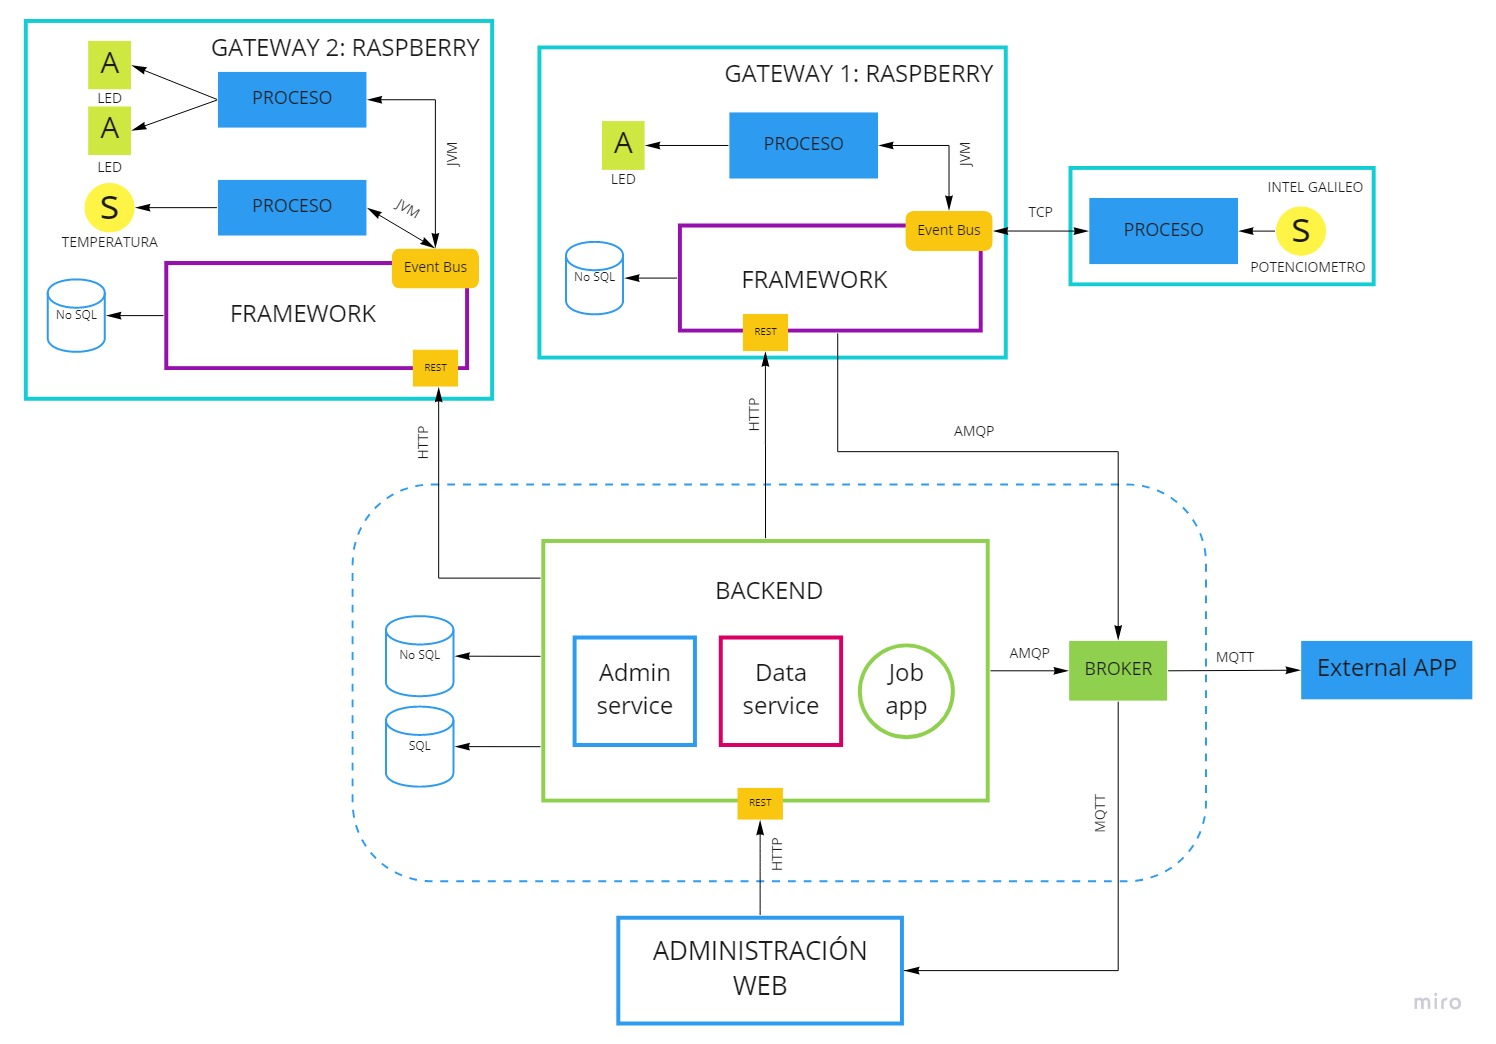 GATEWAY 2: RASPBERRY
A
LED
A
LED
PROCESO
JVM
S
TEMPERATURA
PROCESO
JVM
Event Bus
No SQL
FRAMEWORK
REST
GATEWAY 1: RASPBERRY
A
LED
PROCESO
JVM
Event Bus
No SQL
FRAMEWORK
REST
TCP
INTEL GALILEO
PROCESO
S
POTENCIOMETRO
HTTP
HTTP
AMQP
BACKEND
No SQL
SQL
Admin
service
Data
service
Job
app
REST
AMQP
BROKER
MQTT
External APP
HTTP
MQTT
ADMINISTRACIÓN
WEB
miro